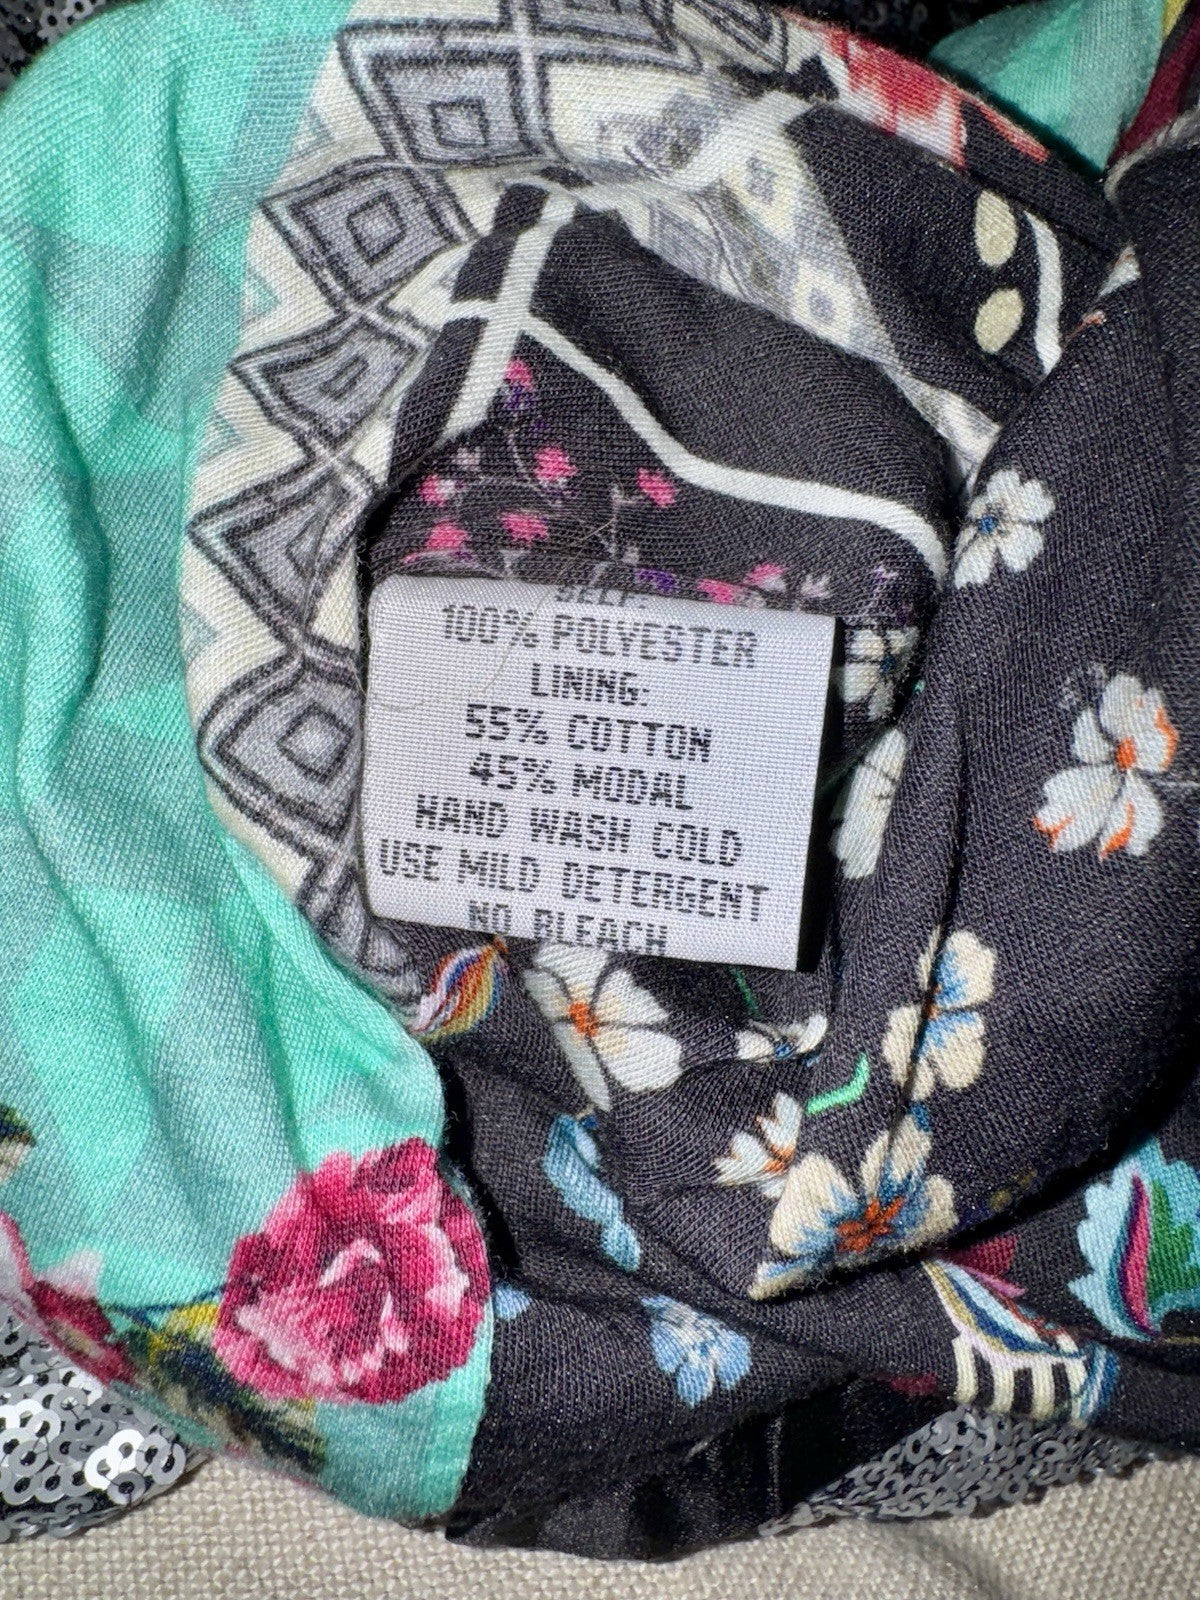 SELF:
100% POLYESTER
LINING:
55% COTTON
45% MODAL
HAND WASH COLD
USE MILD DETERGENT
NO BLEACH